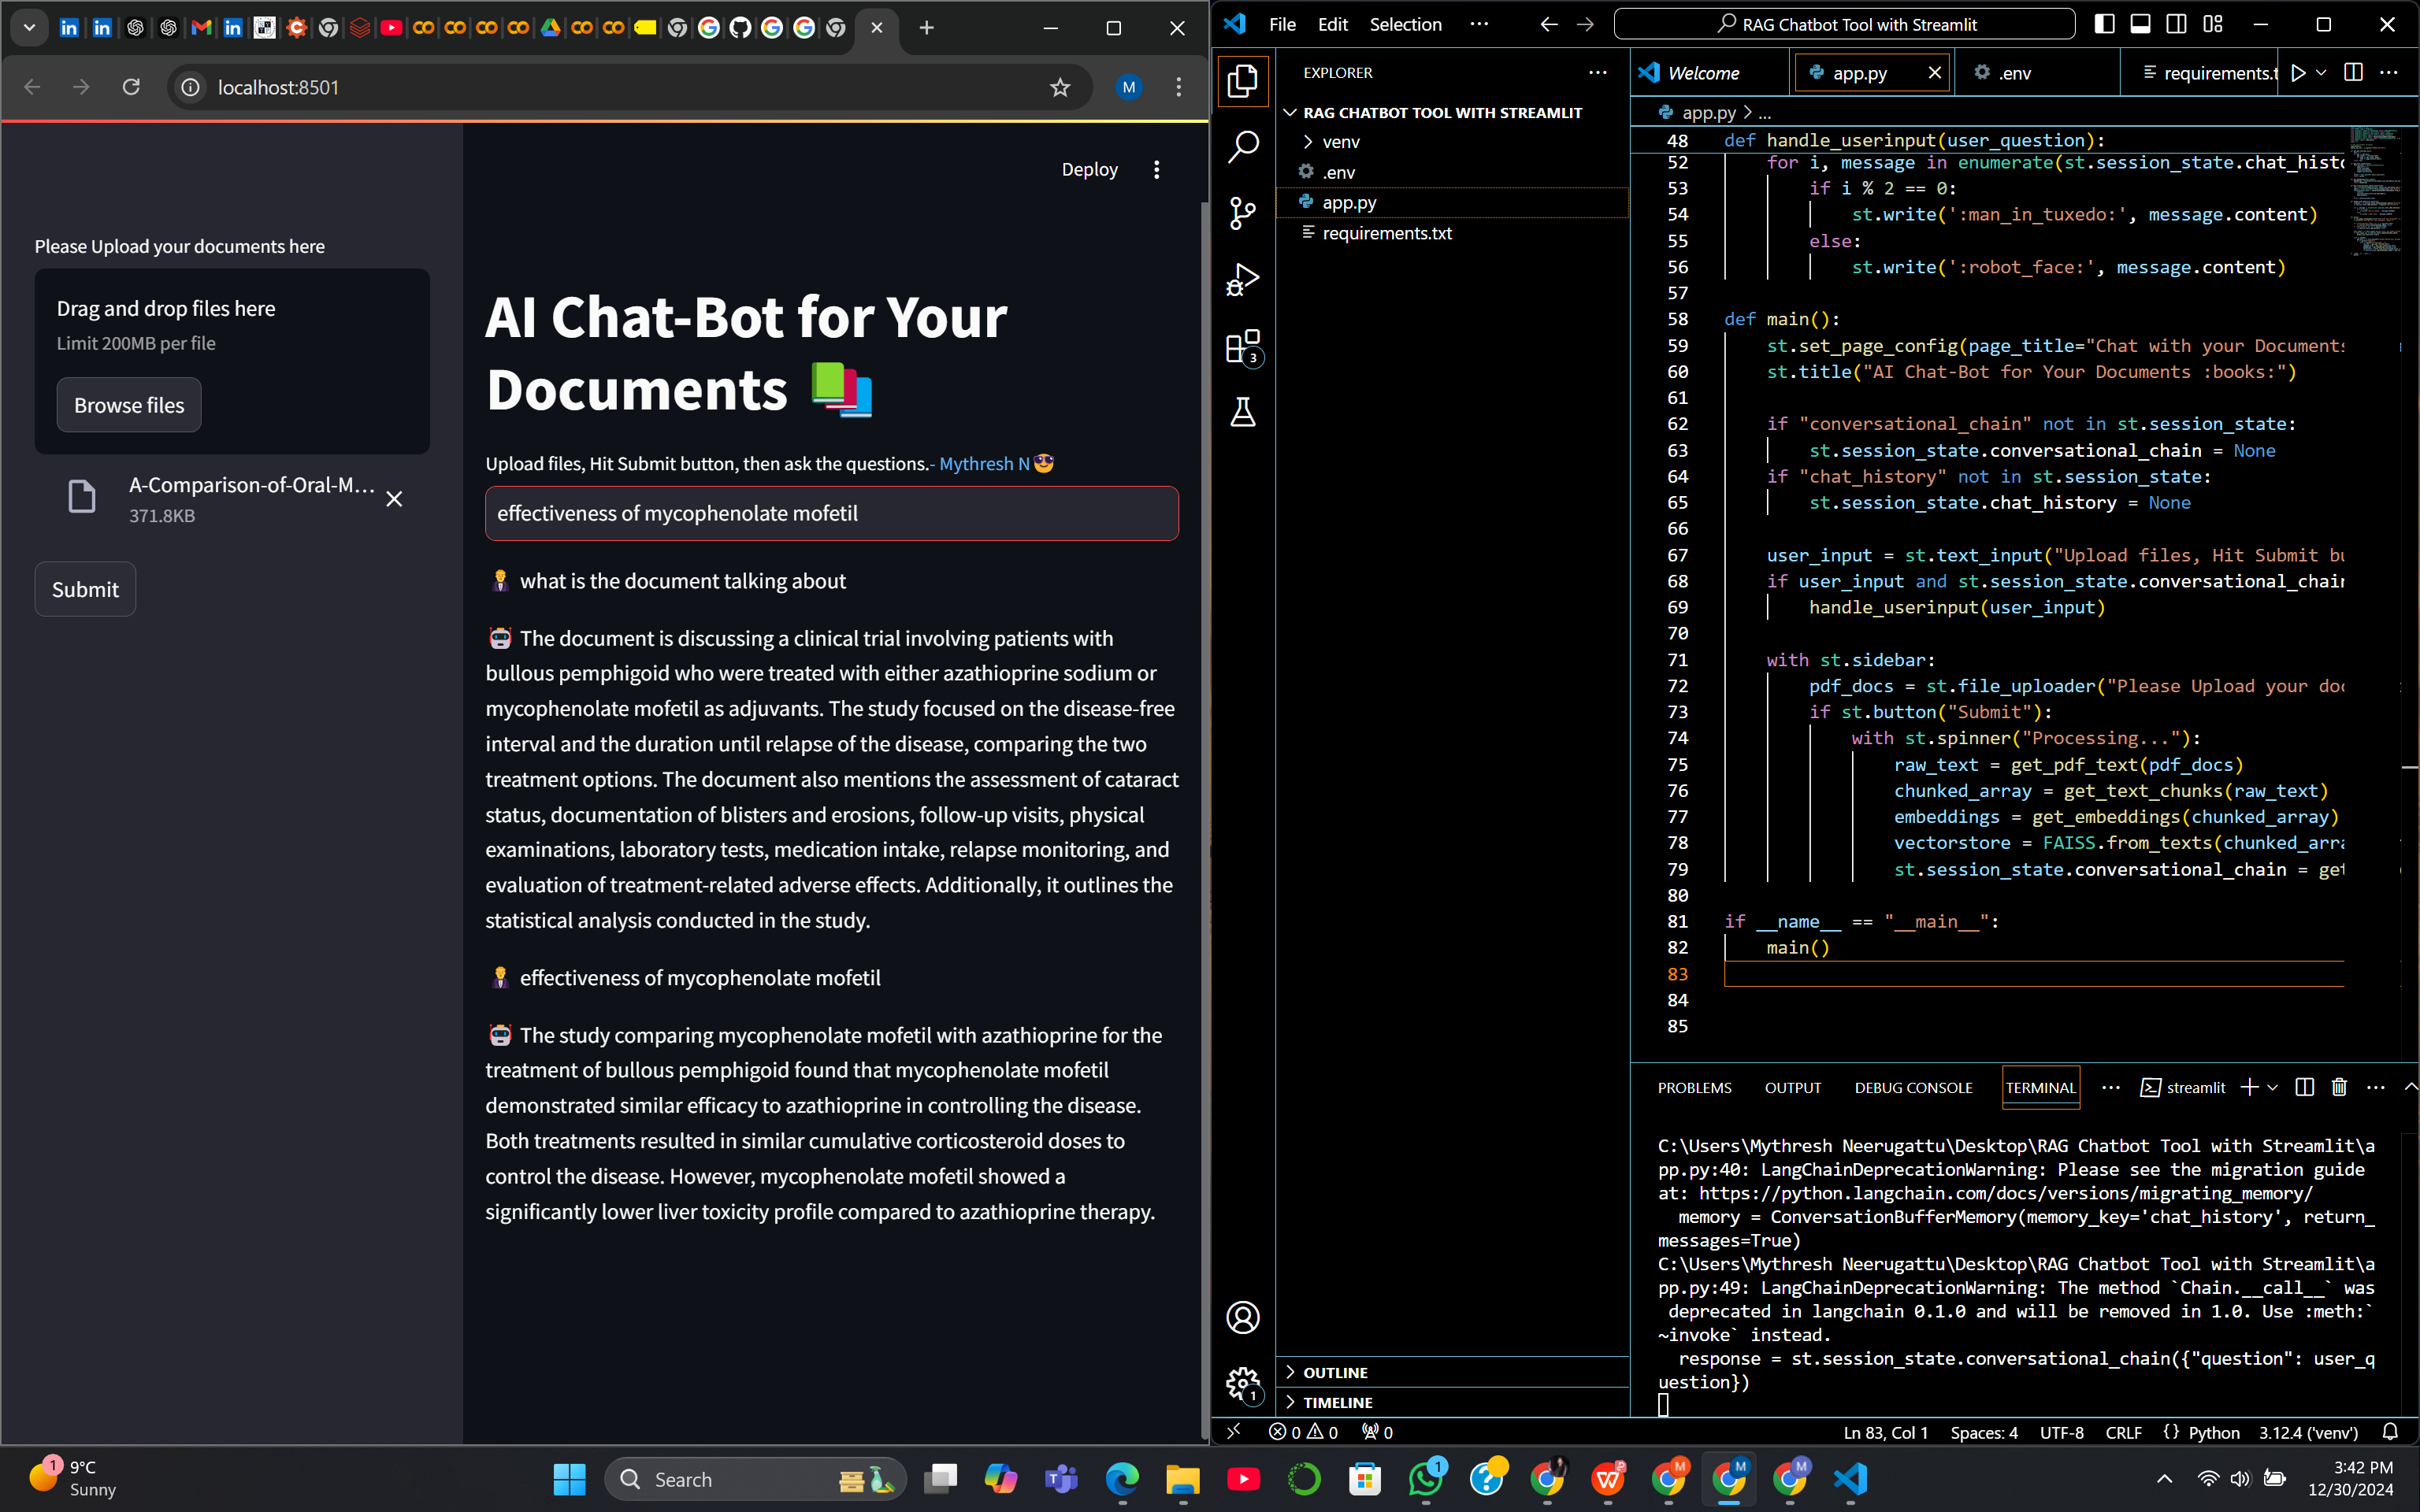 localhost:8501
M
Deploy
Please Upload your documents here
Drag and drop files here
Limit 200MB per file
Browse files
A-Comparison-of-Oral-M...
371.8KB
Submit
AI Chat-Bot for Your
Documents
Upload files, Hit Submit button, then ask the questions.- Mythresh N
effectiveness of mycophenolate mofetil
what is the document talking about
The document is discussing a clinical trial involving patients with
bullous pemphigoid who were treated with either azathioprine sodium or
mycophenolate mofetil as adjuvants. The study focused on the disease-free
interval and the duration until relapse of the disease, comparing the two
treatment options. The document also mentions the assessment of cataract
status, documentation of blisters and erosions, follow-up visits, physical
examinations, laboratory tests, medication intake, relapse monitoring, and
evaluation of treatment-related adverse effects. Additionally, it outlines the
statistical analysis conducted in the study.
effectiveness of mycophenolate mofetil
The study comparing mycophenolate mofetil with azathioprine for the
treatment of bullous pemphigoid found that mycophenolate mofetil
demonstrated similar efficacy to azathioprine in controlling the disease.
Both treatments resulted in similar cumulative corticosteroid doses to
control the disease. However, mycophenolate mofetil showed a
significantly lower liver toxicity profile compared to azathioprine therapy.
File Edit Selection ··· RAG Chatbot Tool with Streamlit
EXPLORER
RAG CHATBOT TOOL WITH STREAMLIT
venv
.env
app.py
requirements.txt
OUTLINE
TIMELINE
3
1
Welcome app.py .env requirements.t
app.py > ...
48 def handle_userinput(user_question):
52 for i, message in enumerate(st.session_state.chat_hist
53 if i % 2 == 0:
54 st.write(':man_in_tuxedo:', message.content)
55 else:
56 st.write(':robot_face:', message.content)
57
58 def main():
59 st.set_page_config(page_title="Chat with your Documents
60 st.title("AI Chat-Bot for Your Documents :books:")
61
62 if "conversational_chain" not in st.session_state:
63 st.session_state.conversational_chain = None
64 if "chat_history" not in st.session_state:
65 st.session_state.chat_history = None
66
67 user_input = st.text_input("Upload files, Hit Submit bu
68 if user_input and st.session_state.conversational_chain
69 handle_userinput(user_input)
70
71 with st.sidebar:
72 pdf_docs = st.file_uploader("Please Upload your doc
73 if st.button("Submit"):
74 with st.spinner("Processing..."):
75 raw_text = get_pdf_text(pdf_docs)
76 chunked_array = get_text_chunks(raw_text)
77 embeddings = get_embeddings(chunked_array)
78 vectorstore = FAISS.from_texts(chunked_arra
79 st.session_state.conversational_chain = get
80
81 if __name__ == "__main__":
82 main()
83
84
85
PROBLEMS OUTPUT DEBUG CONSOLE TERMINAL ··· streamlit
C:\Users\Mythresh Neerugattu\Desktop\RAG Chatbot Tool with Streamlit\a
pp.py:40: LangChainDeprecationWarning: Please see the migration guide
at: https://python.langchain.com/docs/versions/migrating_memory/
memory = ConversationBufferMemory(memory_key='chat_history', return_
messages=True)
C:\Users\Mythresh Neerugattu\Desktop\RAG Chatbot Tool with Streamlit\a
pp.py:49: LangChainDeprecationWarning: The method `Chain.__call__` was
deprecated in langchain 0.1.0 and will be removed in 1.0. Use :meth:`
~invoke` instead.
response = st.session_state.conversational_chain({"question": user_q
uestion})
0 0 0 Ln 83, Col 1 Spaces: 4 UTF-8 CRLF {} Python 3.12.4 ('venv')
1 9°C
Sunny
Search
1
3:42 PM
12/30/2024